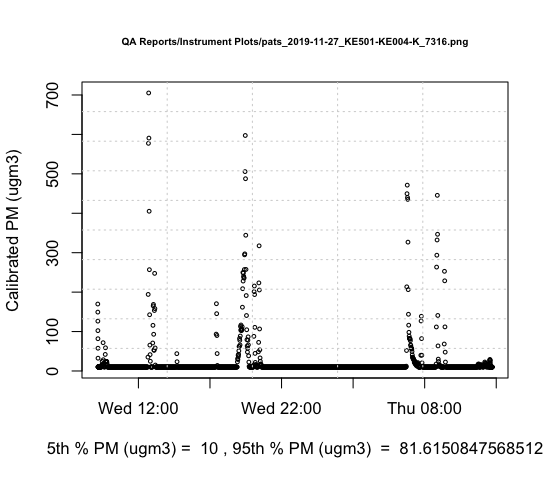 QA Reports/Instrument Plots/pats_2019-11-27_KE501-KE004-K_7316.png
700
500
300
100
0
Calibrated PM (ugm3)
Wed 12:00 Wed 22:00 Thu 08:00
5th % PM (ugm3) = 10 , 95th % PM (ugm3) = 81.6150847568512